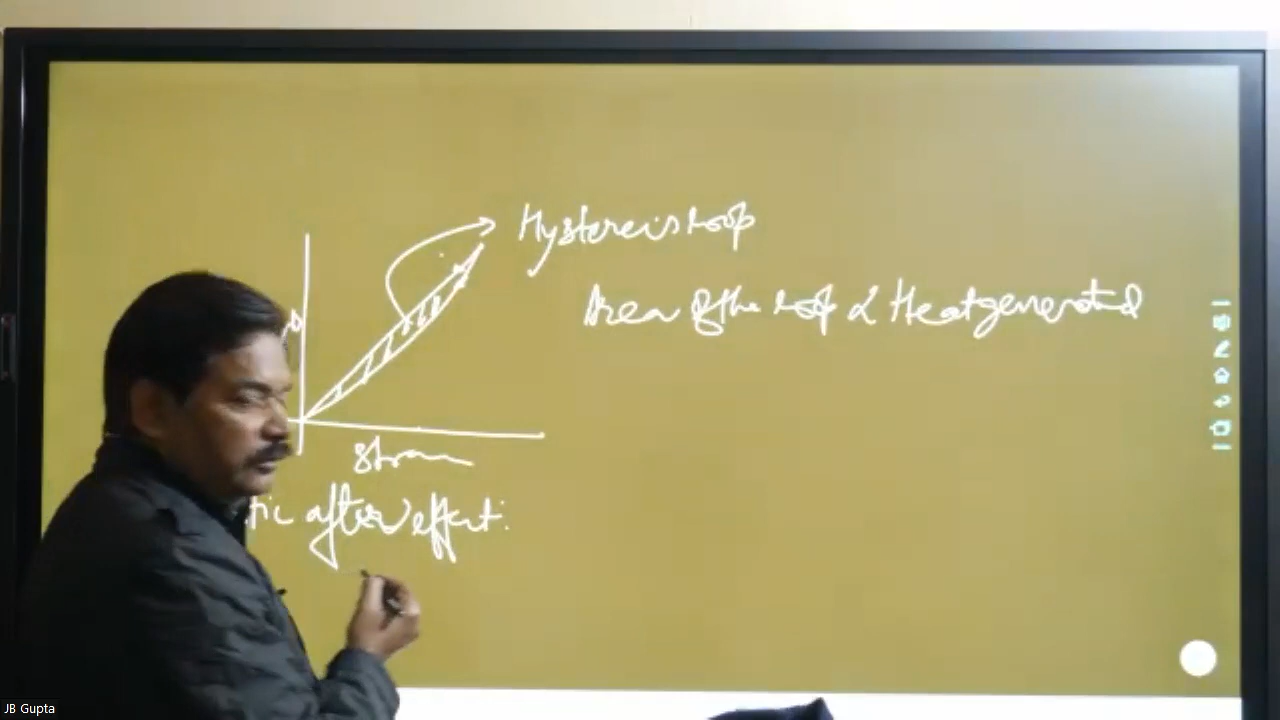 Hysteresis loop
Area of the loop α Heat generated
Strain
tic after effect:
JB Gupta